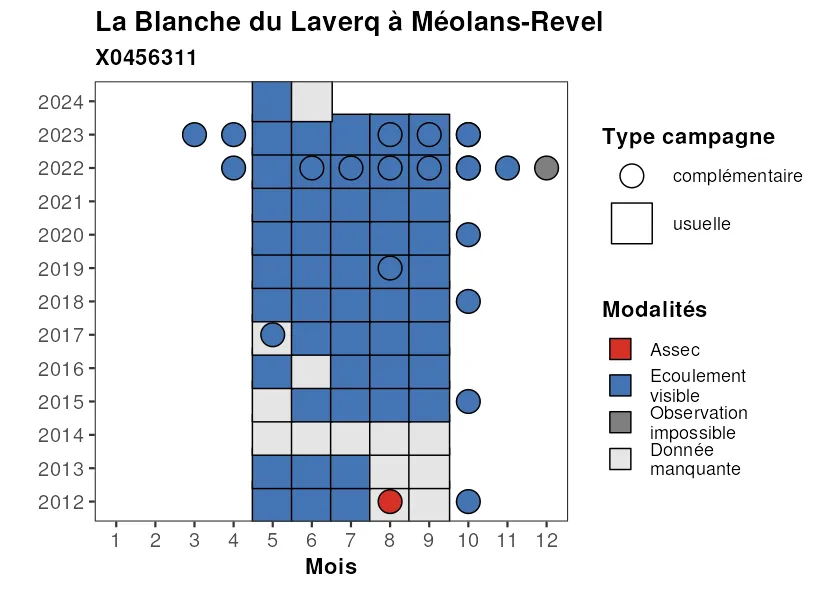 La Blanche du Laverq à Méolans-Revel
X0456311
2024
2023
2022
2021
2020
2019
2018
2017
2016
2015
2014
2013
2012
1 2 3 4 5 6 7 8 9 10 11 12
Mois
Type campagne
complémentaire
usuelle
Modalités
Assec
Ecoulement
visible
Observation
impossible
Donnée
manquante